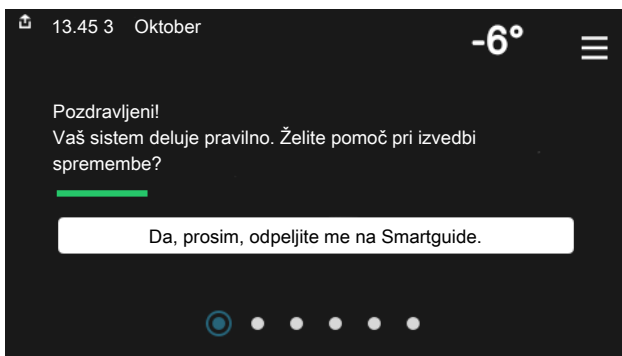 13.45 3 Oktober
-6°
Pozdravljeni!
Vaš sistem deluje pravilno. Želite pomoč pri izvedbi
spremembe?
Da, prosim, odpeljite me na Smartguide.